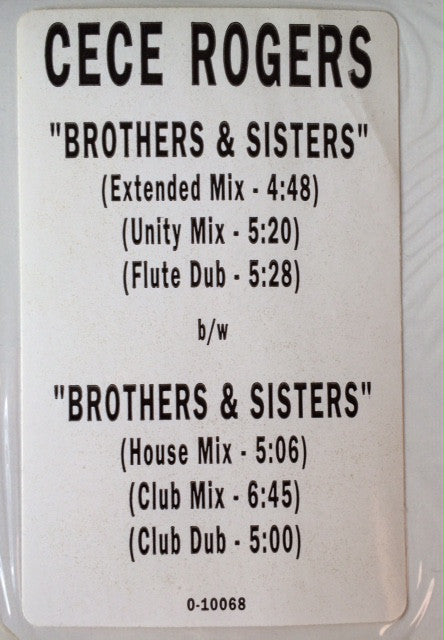 CECE ROGERS
"BROTHERS & SISTERS"
(Extended Mix - 4:48)
(Unity Mix - 5:20)
(Flute Dub - 5:28)
b/w
"BROTHERS & SISTERS"
(House Mix - 5:06)
(Club Mix - 6:45)
(Club Dub - 5:00)
0-10068